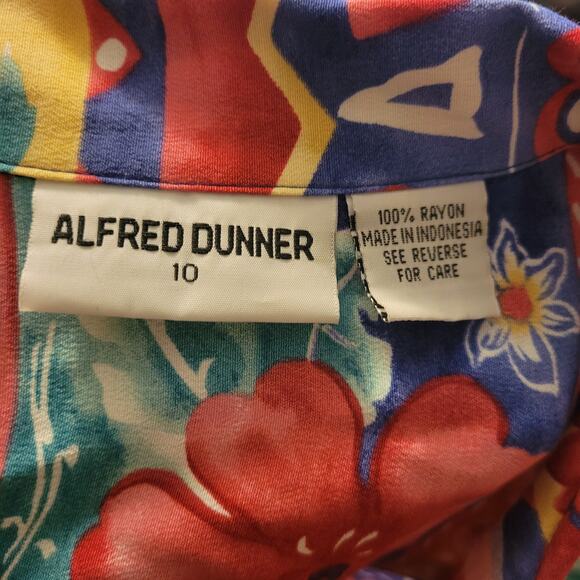 ALFRED DUNNER
10
100% RAYON
MADE IN INDONESIA
SEE REVERSE
FOR CARE